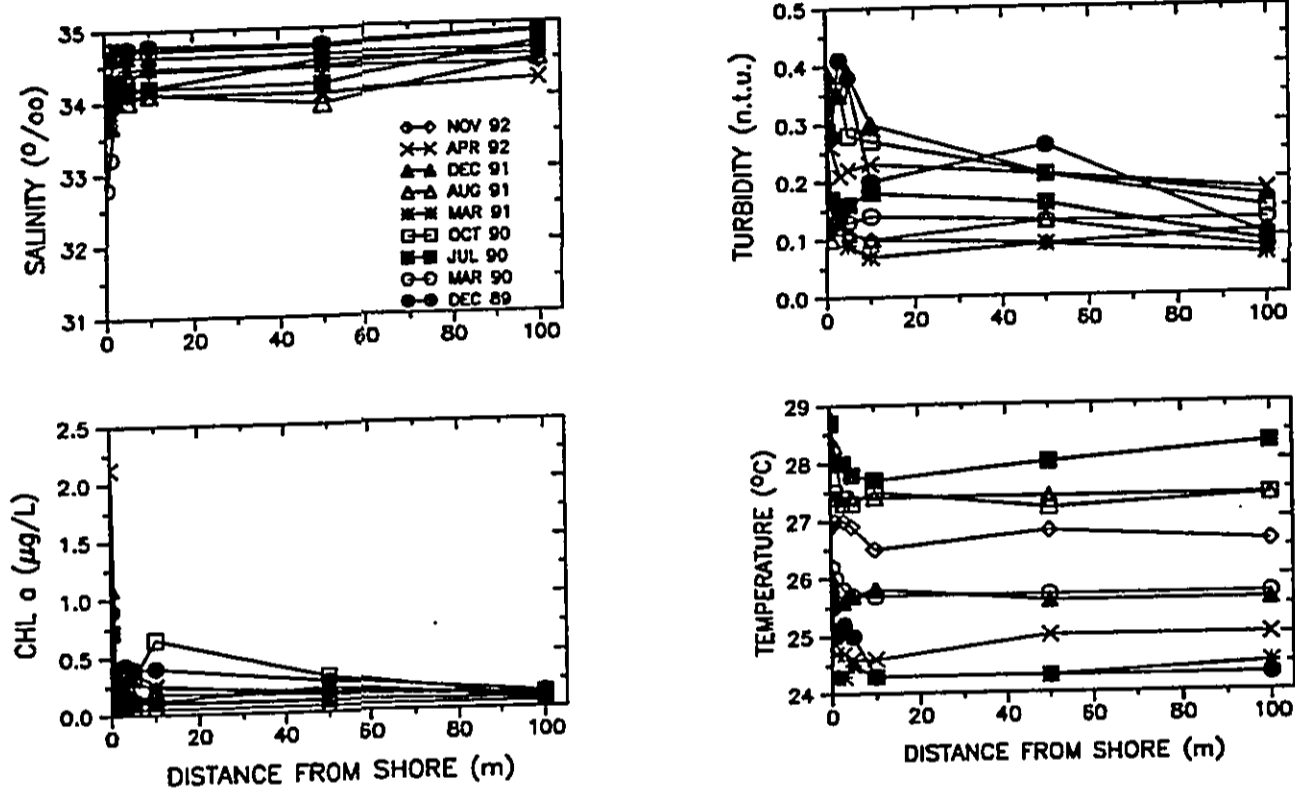 SALINITY (°/oo)
35
34
33
32
31
0 20 40 60 80 100
NOV 92
APR 92
DEC 91
AUG 91
MAR 91
OCT 90
JUL 90
MAR 90
DEC 89
TURBIDITY (n.t.u.)
0.5
0.4
0.3
0.2
0.1
0.0
0 20 40 60 80 100
CHL a (µg/L)
2.5
2.0
1.5
1.0
0.5
0.0
0 20 40 60 80 100
DISTANCE FROM SHORE (m)
TEMPERATURE (°C)
29
28
27
26
25
24
0 20 40 60 80 100
DISTANCE FROM SHORE (m)